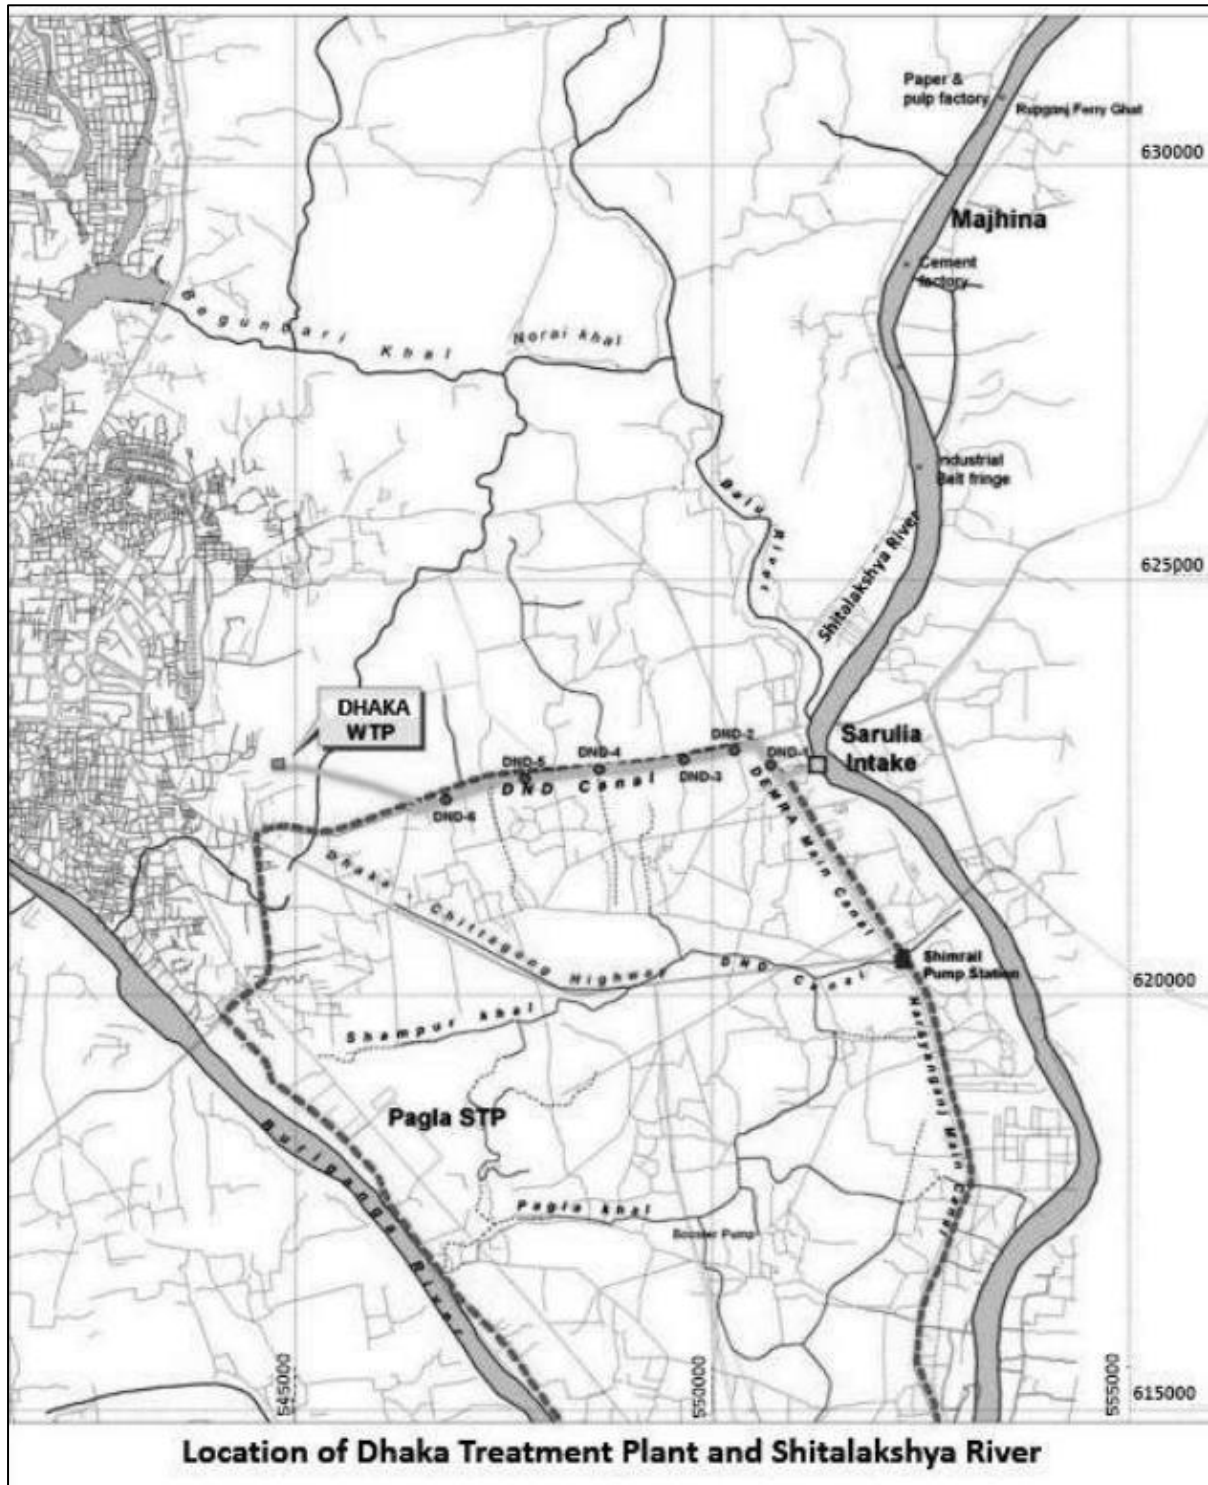 Paper &
pulp factory
Rupganj Ferry Ghat
630000
Majhina
Cement
factory
Begunbari Khal
Norai khal
Industrial
Belt fringe
Balu River
Shitalakshya River
625000
DHAKA
WTP
DND-2
DND-1
Sarulia
Intake
DND-5
DND-4
DND-3
DND Canal
DND-6
DEMRA Main Canal
Dhaka - Chittagong Highway
DND Canal
Shimrail
Pump Station
620000
Shampur khal
Narayanganj Main Canal
Pagla STP
Buriganga River
Pagla khal
Booster Pump
545000
550000
555000
615000
Location of Dhaka Treatment Plant and Shitalakshya River